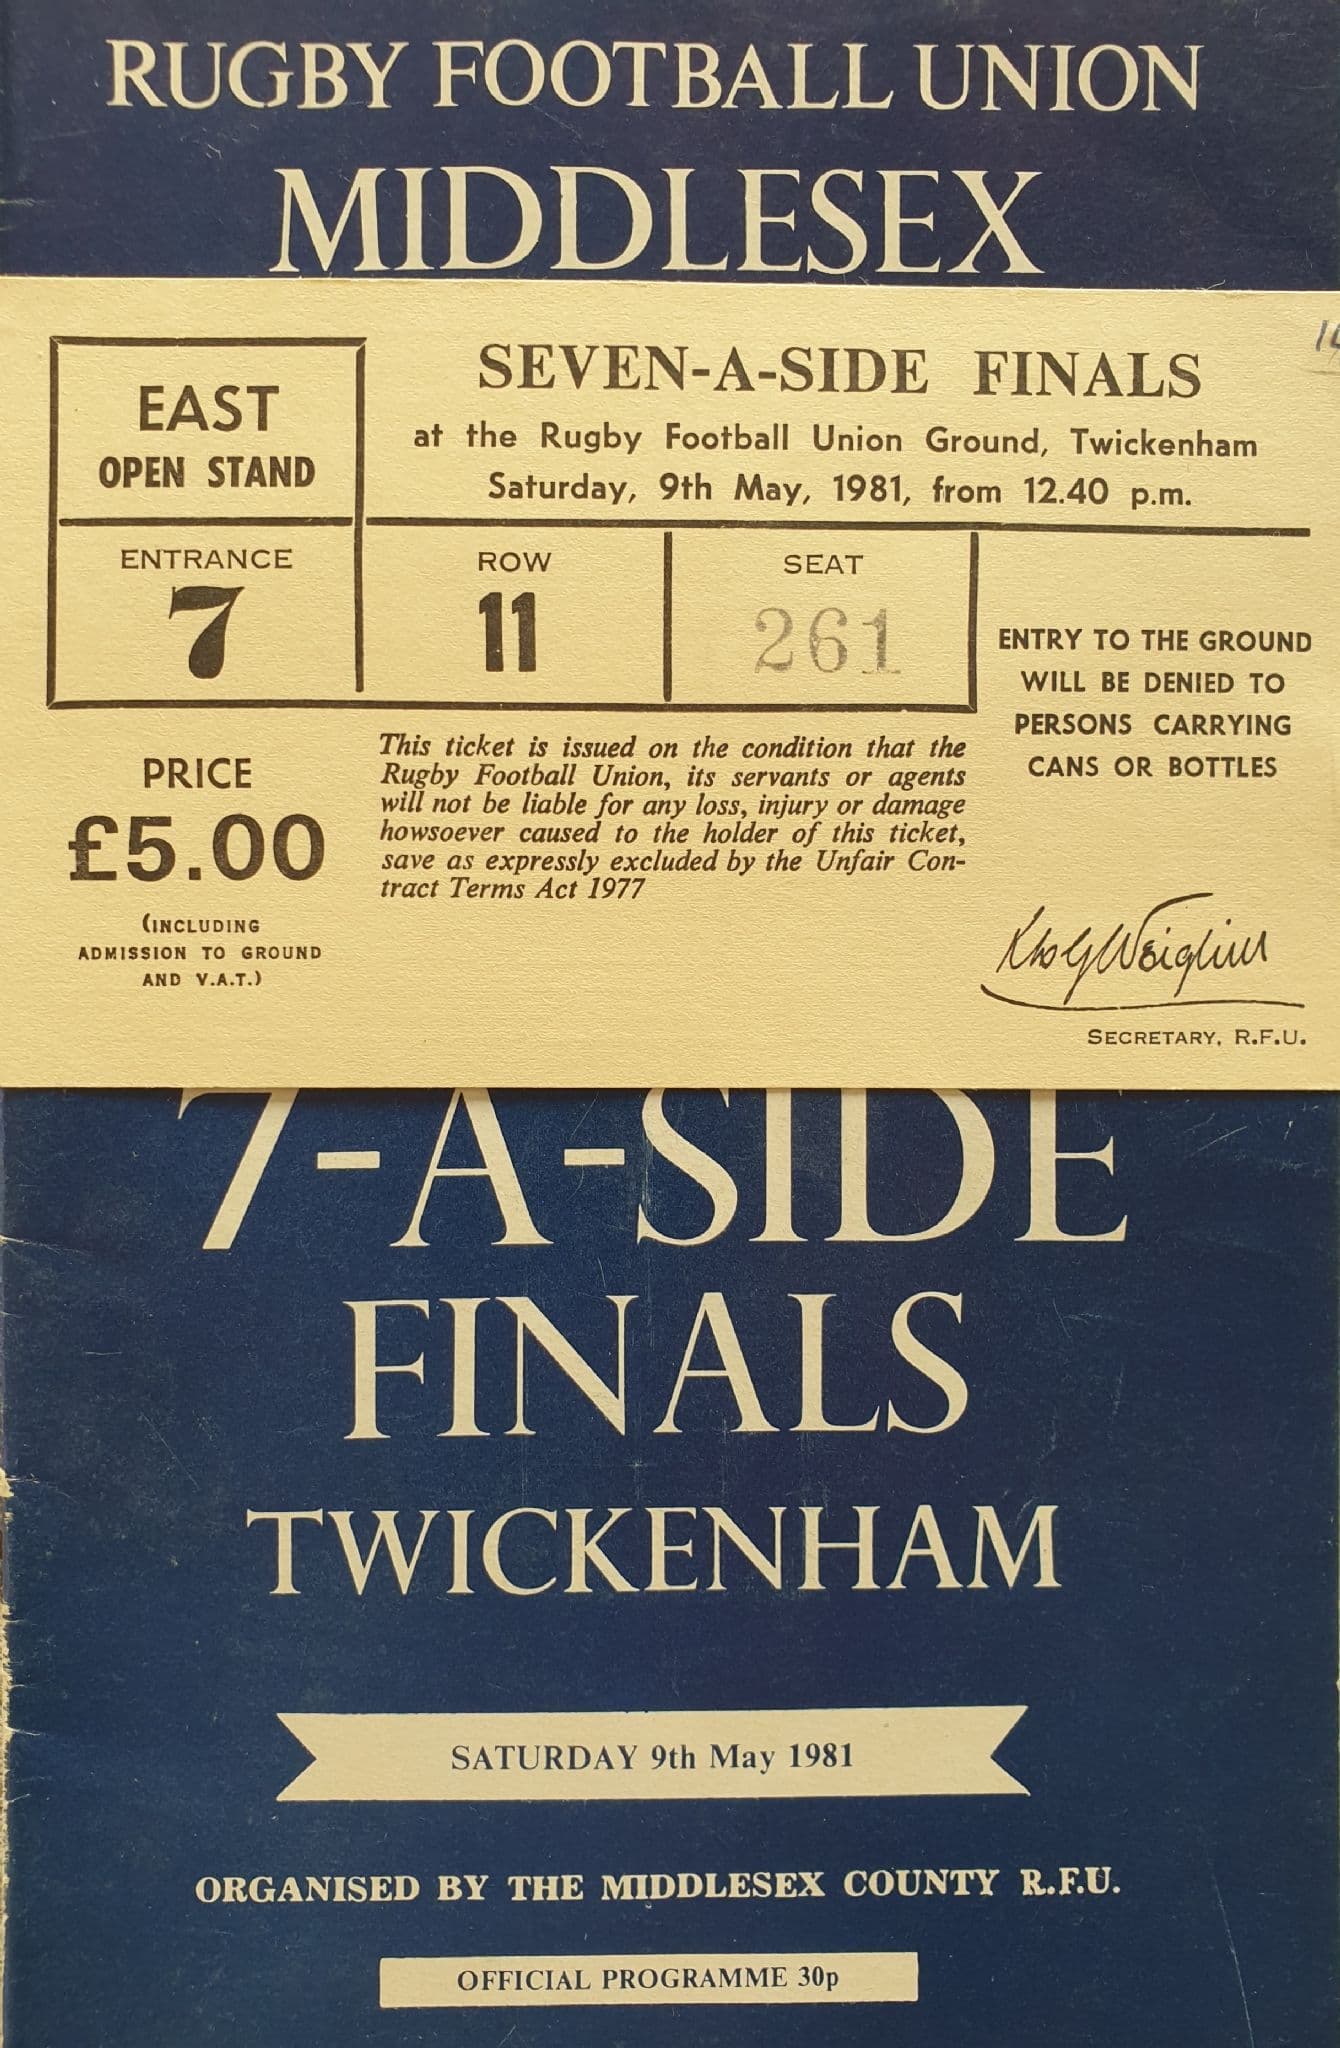 RUGBY FOOTBALL UNION
MIDDLESEX
EAST
OPEN STAND
SEVEN-A-SIDE FINALS
at the Rugby Football Union Ground, Twickenham
Saturday, 9th May, 1981, from 12.40 p.m.
ENTRANCE
7
ROW
11
SEAT
261
ENTRY TO THE GROUND
WILL BE DENIED TO
PERSONS CARRYING
CANS OR BOTTLES
PRICE
£5.00
(INCLUDING
ADMISSION TO GROUND
AND V.A.T.)
This ticket is issued on the condition that the
Rugby Football Union, its servants or agents
will not be liable for any loss, injury or damage
howsoever caused to the holder of this ticket,
save as expressly excluded by the Unfair Con-
tract Terms Act 1977
SECRETARY, R.F.U.
7-A-SIDE
FINALS
TWICKENHAM
SATURDAY 9th May 1981
ORGANISED BY THE MIDDLESEX COUNTY R.F.U.
OFFICIAL PROGRAMME 30p